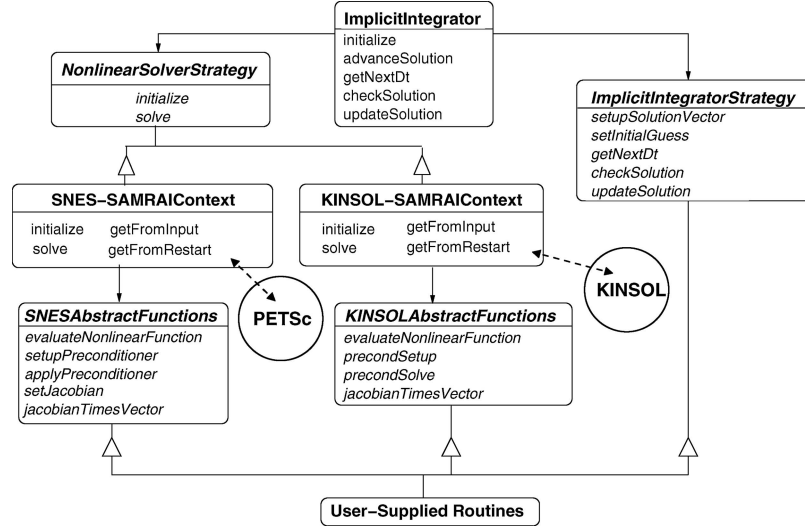 ImplicitIntegrator
initialize
advanceSolution
getNextDt
checkSolution
updateSolution
NonlinearSolverStrategy
initialize
solve
ImplicitIntegratorStrategy
setupSolutionVector
setInitialGuess
getNextDt
checkSolution
updateSolution
SNES–SAMRAIContext
initialize getFromInput
solve getFromRestart
KINSOL–SAMRAIContext
initialize getFromInput
solve getFromRestart
PETSc
KINSOL
SNESAbstractFunctions
evaluateNonlinearFunction
setupPreconditioner
applyPreconditioner
setJacobian
jacobianTimesVector
KINSOLAbstractFunctions
evaluateNonlinearFunction
precondSetup
precondSolve
jacobianTimesVector
User–Supplied Routines